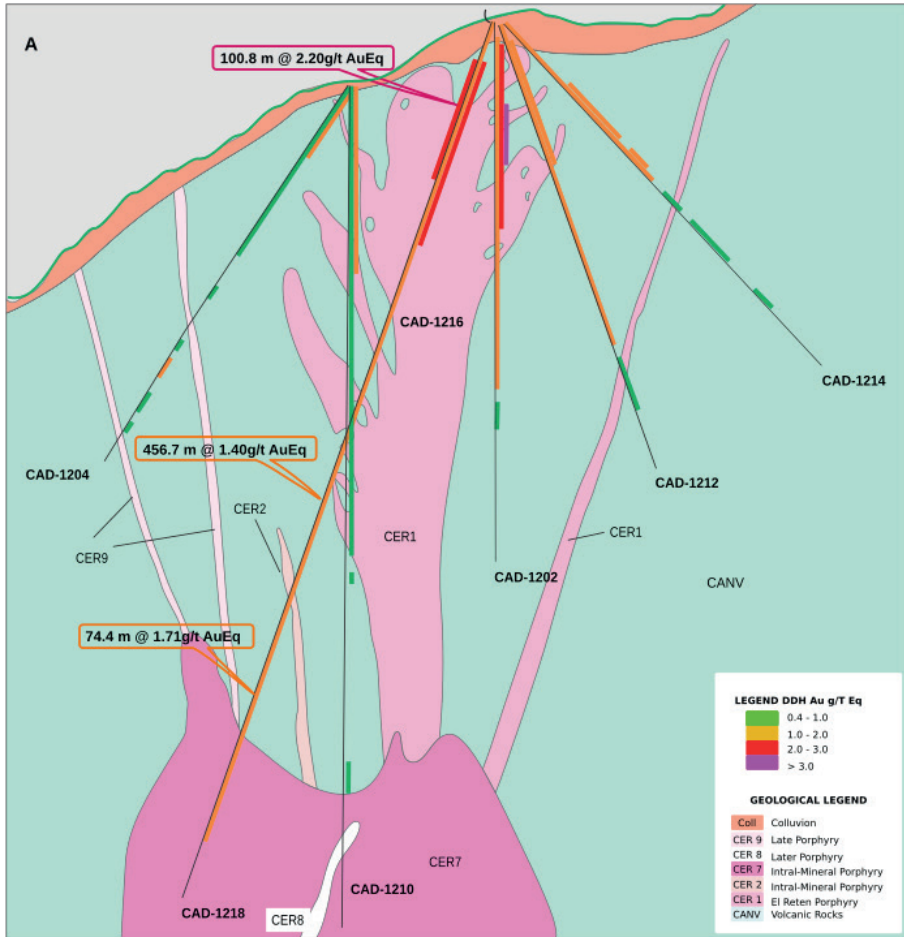 A
100.8 m @ 2.20g/t AuEq
CAD-1216
CAD-1214
456.7 m @ 1.40g/t AuEq
CAD-1204
CAD-1212
CER2
CER9
CER1
CER1
CAD-1202
CANV
74.4 m @ 1.71g/t AuEq
CER7
CAD-1210
CAD-1218
CER8
LEGEND DDH Au g/T Eq
0.4 - 1.0
1.0 - 2.0
2.0 - 3.0
> 3.0
GEOLOGICAL LEGEND
Coll Colluvion
CER 9 Late Porphyry
CER 8 Later Porphyry
CER 7 Intral-Mineral Porphyry
CER 2 Intral-Mineral Porphyry
CER 1 El Reten Porphyry
CANV Volcanic Rocks